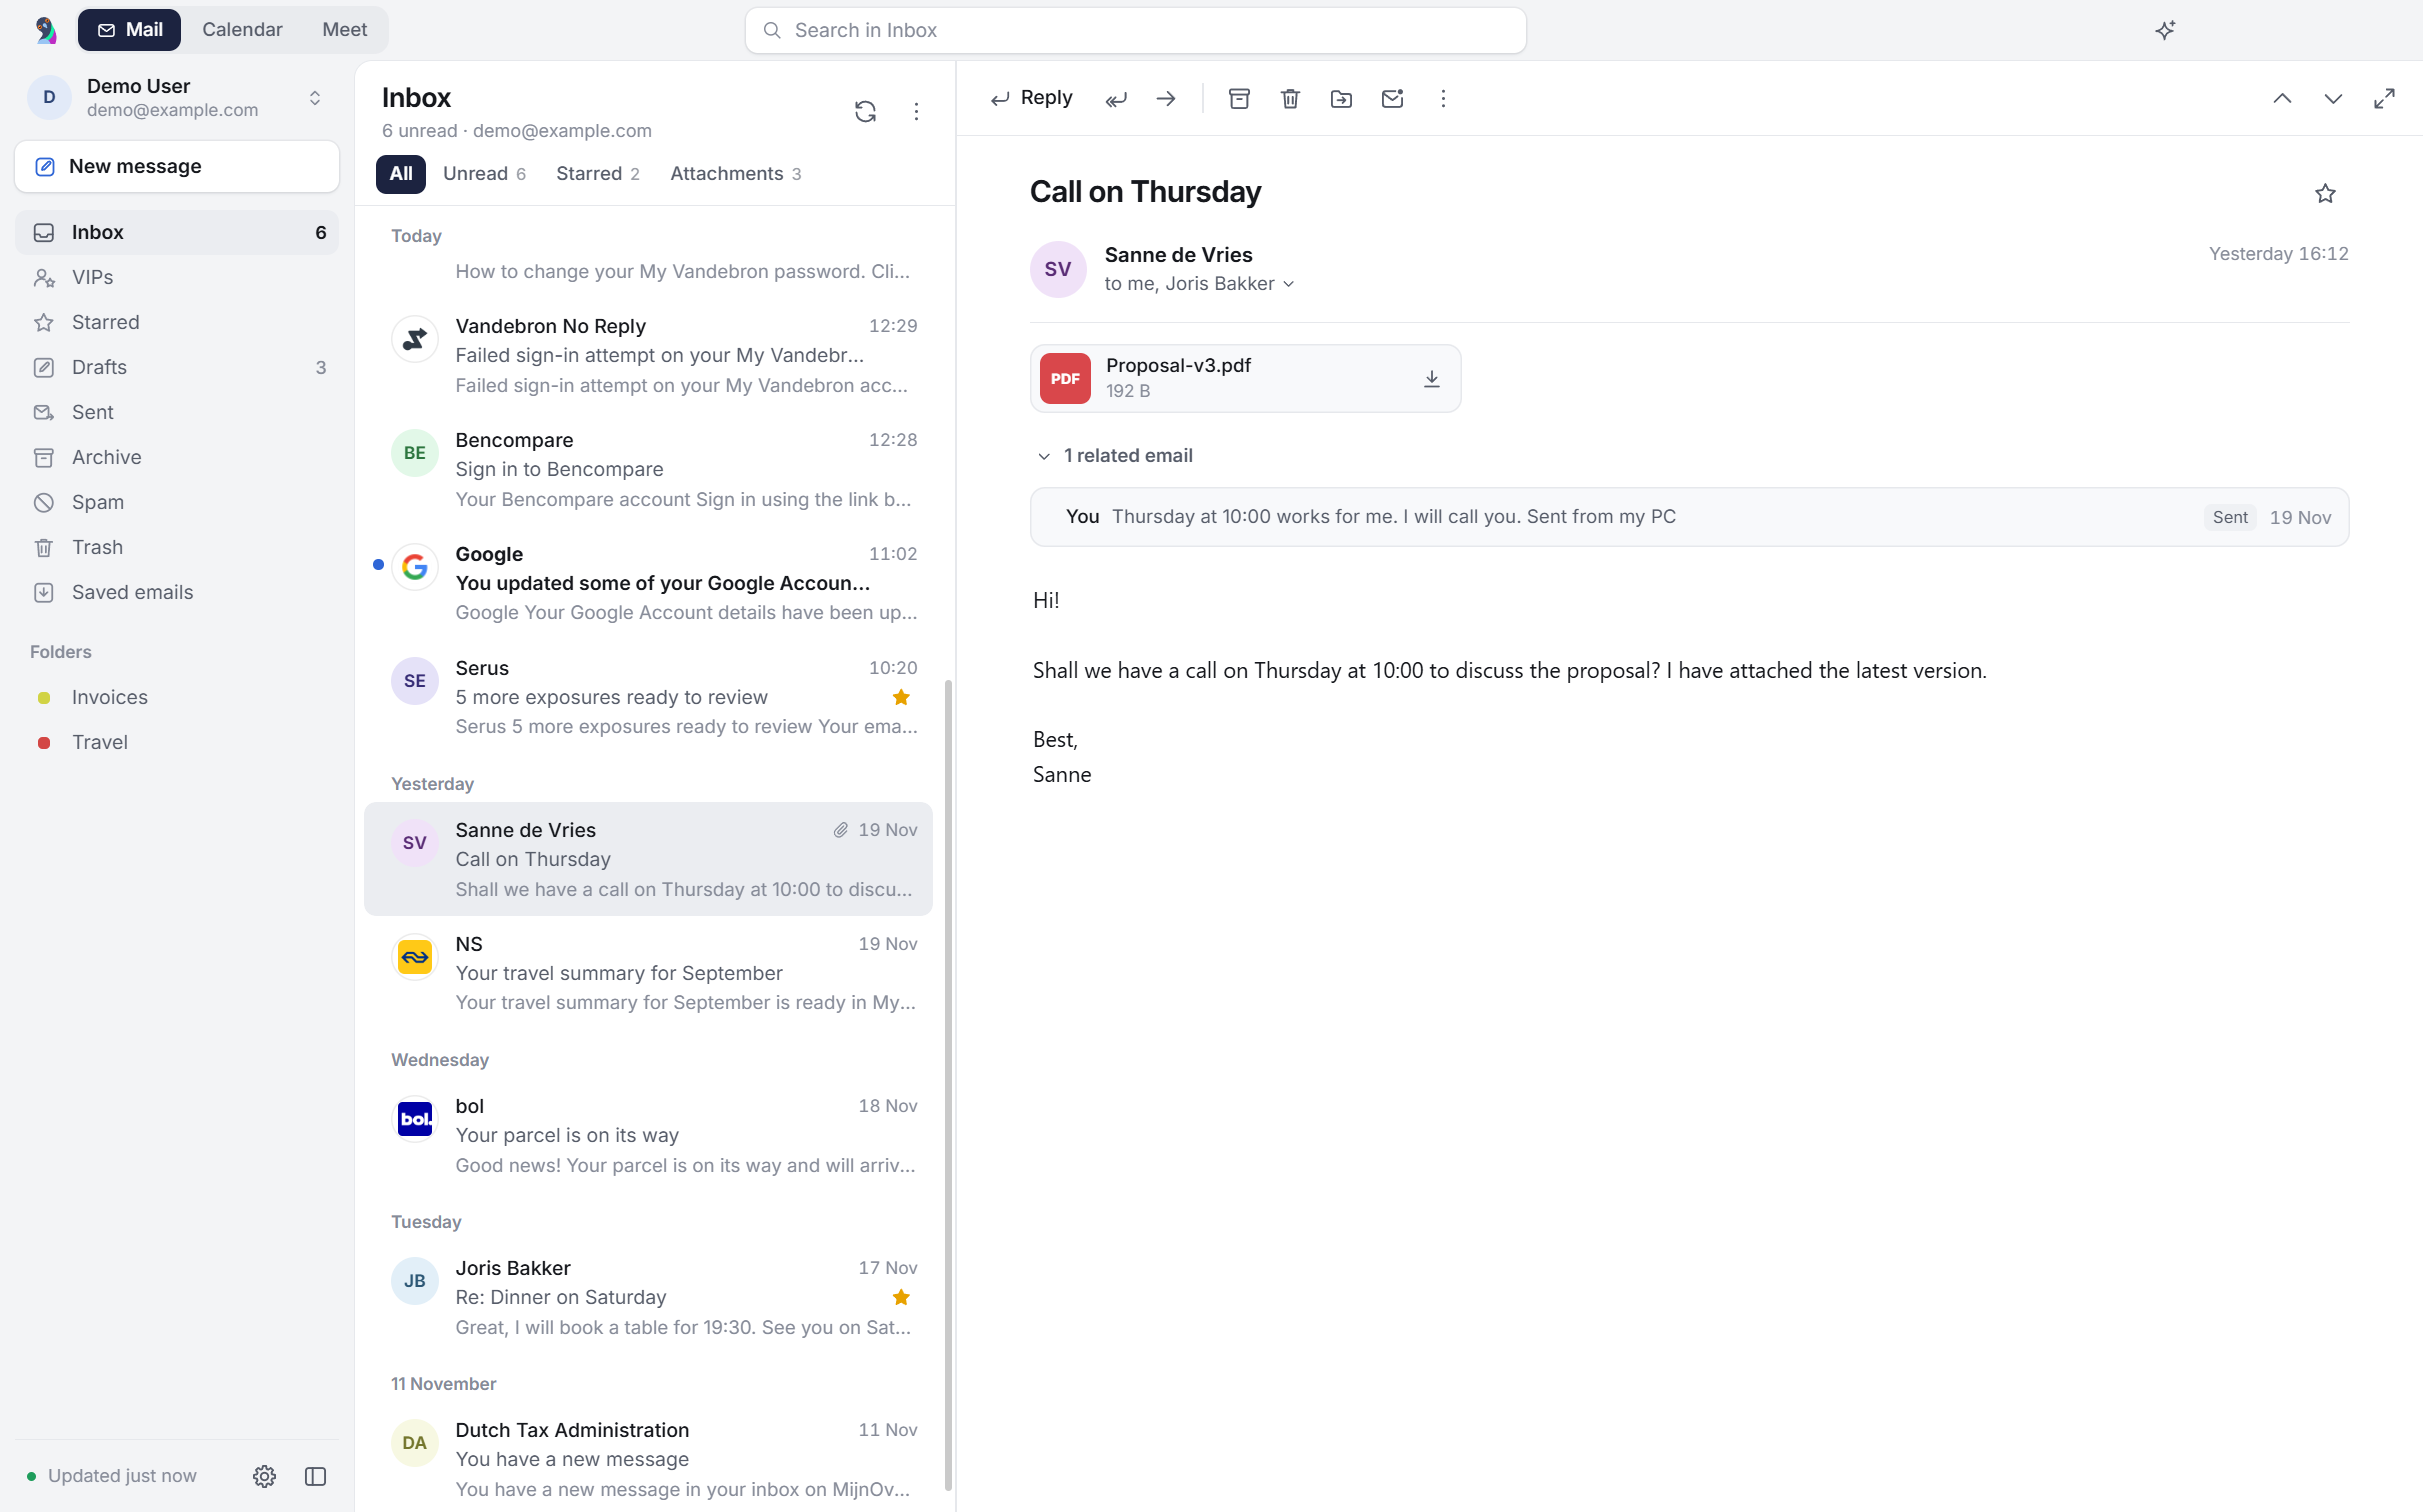 Mail
Calendar
Meet
Search in Inbox
D
Demo User
demo@example.com
New message
Inbox 6
VIPs
Starred
Drafts 3
Sent
Archive
Spam
Trash
Saved emails
Folders
Invoices
Travel
Updated just now
Inbox
6 unread · demo@example.com
All
Unread 6
Starred 2
Attachments 3
Today
How to change your My Vandebron password. Cli...
Vandebron No Reply 12:29
Failed sign-in attempt on your My Vandebr...
Failed sign-in attempt on your My Vandebron acc...
BE
Bencompare 12:28
Sign in to Bencompare
Your Bencompare account Sign in using the link b...
Google 11:02
You updated some of your Google Accoun...
Google Your Google Account details have been up...
SE
Serus 10:20
5 more exposures ready to review
Serus 5 more exposures ready to review Your ema...
Yesterday
SV
Sanne de Vries 19 Nov
Call on Thursday
Shall we have a call on Thursday at 10:00 to discu...
NS 19 Nov
Your travel summary for September
Your travel summary for September is ready in My...
Wednesday
bol.
bol 18 Nov
Your parcel is on its way
Good news! Your parcel is on its way and will arriv...
Tuesday
JB
Joris Bakker 17 Nov
Re: Dinner on Saturday
Great, I will book a table for 19:30. See you on Sat...
11 November
DA
Dutch Tax Administration 11 Nov
You have a new message
You have a new message in your inbox on MijnOv...
Reply
Call on Thursday
SV
Sanne de Vries Yesterday 16:12
to me, Joris Bakker
PDF
Proposal-v3.pdf
192 B
1 related email
You Thursday at 10:00 works for me. I will call you. Sent from my PC Sent 19 Nov
Hi!
Shall we have a call on Thursday at 10:00 to discuss the proposal? I have attached the latest version.
Best,
Sanne